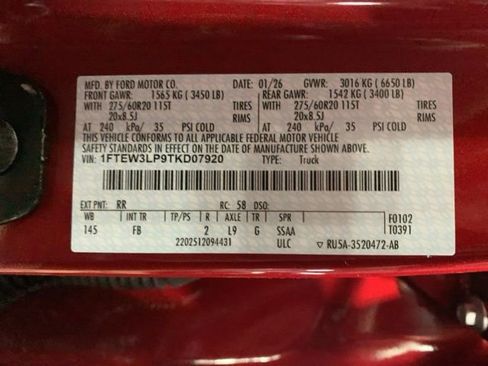 MFD. BY FORD MOTOR CO. DATE: 01/26 GVWR: 3016 KG ( 6650 LB)
FRONT GAWR: 1565 KG ( 3450 LB) REAR GAWR: 1542 KG ( 3400 LB)
WITH 275/60R20 115T TIRES WITH 275/60R20 115T TIRES
20x8.5J RIMS 20x8.5J RIMS
AT 240 kPa/ 35 PSI COLD AT 240 kPa/ 35 PSI COLD
THIS VEHICLE CONFORMS TO ALL APPLICABLE FEDERAL MOTOR VEHICLE
SAFETY STANDARDS IN EFFECT ON THE DATE OF MANUFACTURE SHOWN ABOVE.
VIN: 1FTEW3LP9TKD07920 TYPE: Truck
EXT PNT: RR RC: 58 DSO:
WB INT TR TP/PS R AXLE TR SPR F0102
145 FB 2 L9 G SSAA T0391
2202512094431 ULC ▽ RU5A-3520472-AB